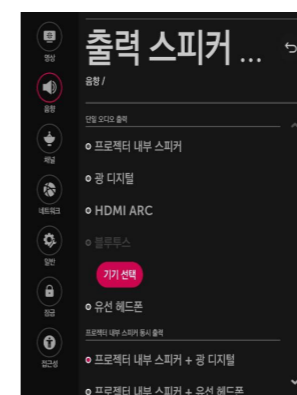 출력 스피커 ...
음향 /
영상
음향
채널
네트워크
일반
잠금
접근성
단일 오디오 출력
프로젝터 내부 스피커
광 디지털
HDMI ARC
블루투스
기기 선택
유선 헤드폰
프로젝터 내부 스피커 동시 출력
프로젝터 내부 스피커 + 광 디지털
프로젝터 내부 스피커 + 유선 헤드폰